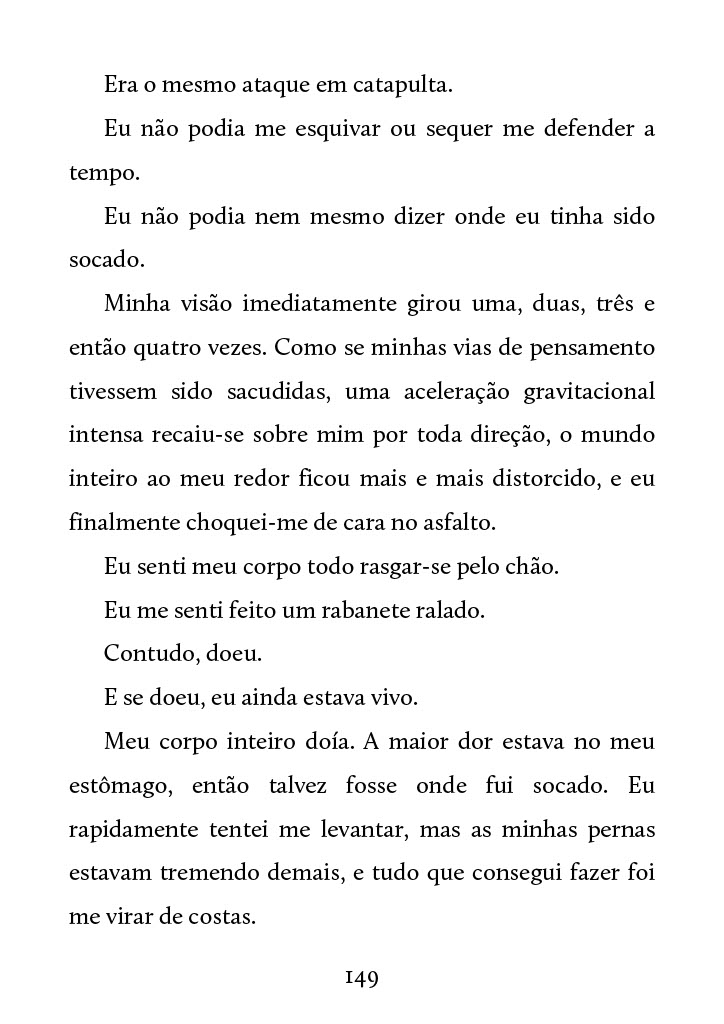 Era o mesmo ataque em catapulta.
Eu não podia me esquivar ou sequer me defender a
tempo.
Eu não podia nem mesmo dizer onde eu tinha sido
socado.
Minha visão imediatamente girou uma, duas, três e
então quatro vezes. Como se minhas vias de pensamento
tivessem sido sacudidas, uma aceleração gravitacional
intensa recaiu-se sobre mim por toda direção, o mundo
inteiro ao meu redor ficou mais e mais distorcido, e eu
finalmente choquei-me de cara no asfalto.
Eu senti meu corpo todo rasgar-se pelo chão.
Eu me senti feito um rabanete ralado.
Contudo, doeu.
E se doeu, eu ainda estava vivo.
Meu corpo inteiro doía. A maior dor estava no meu
estômago, então talvez fosse onde fui socado. Eu
rapidamente tentei me levantar, mas as minhas pernas
estavam tremendo demais, e tudo que consegui fazer foi
me virar de costas.
149